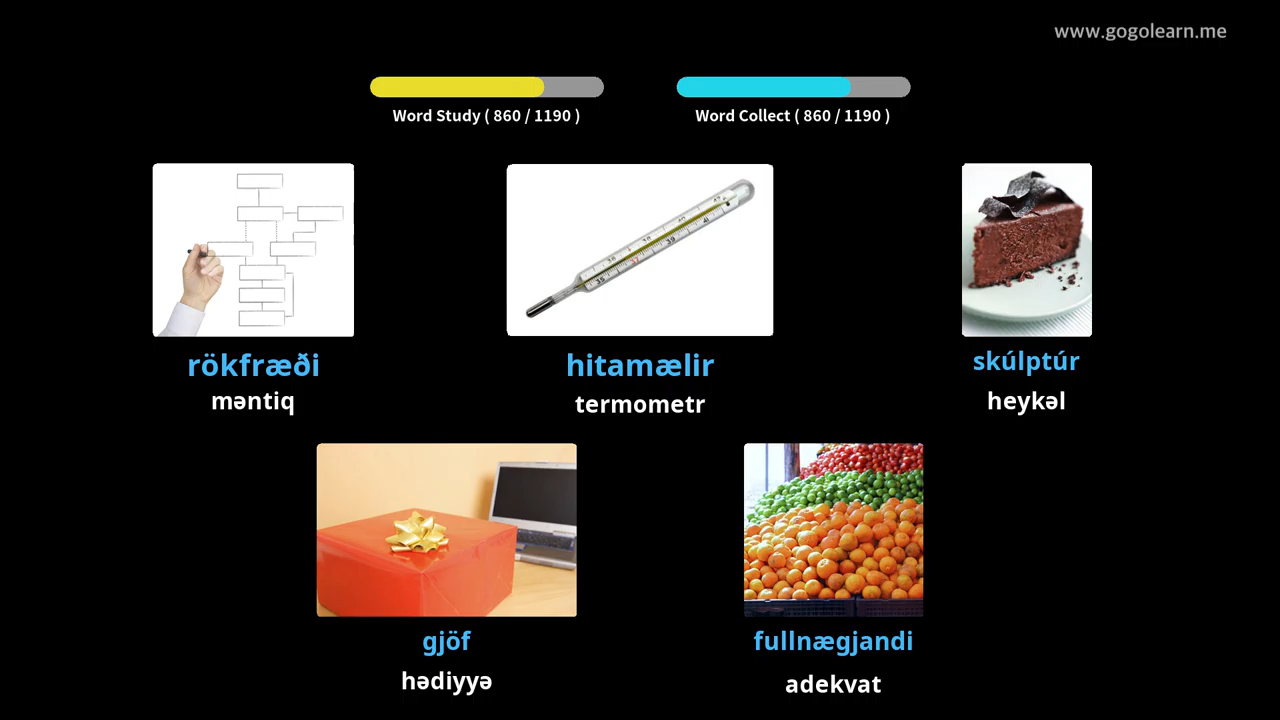 www.gogolearn.me
Word Study ( 860 / 1190 )
Word Collect ( 860 / 1190 )
rökfræði
məntiq
hitamælir
termometr
skúlptúr
heykəl
gjöf
hədiyyə
fullnægjandi
adekvat